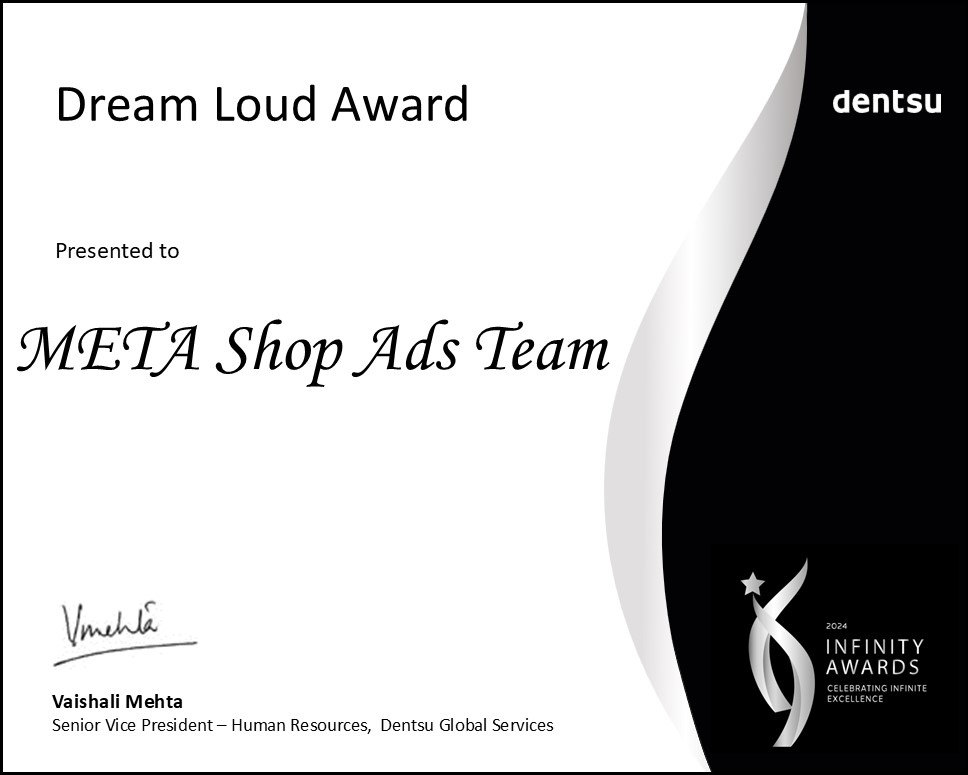 Dream Loud Award
dentsu
Presented to
META Shop Ads Team
Vmehta
Vaishali Mehta
Senior Vice President – Human Resources, Dentsu Global Services
2024
INFINITY
AWARDS
CELEBRATING INFINITE
EXCELLENCE